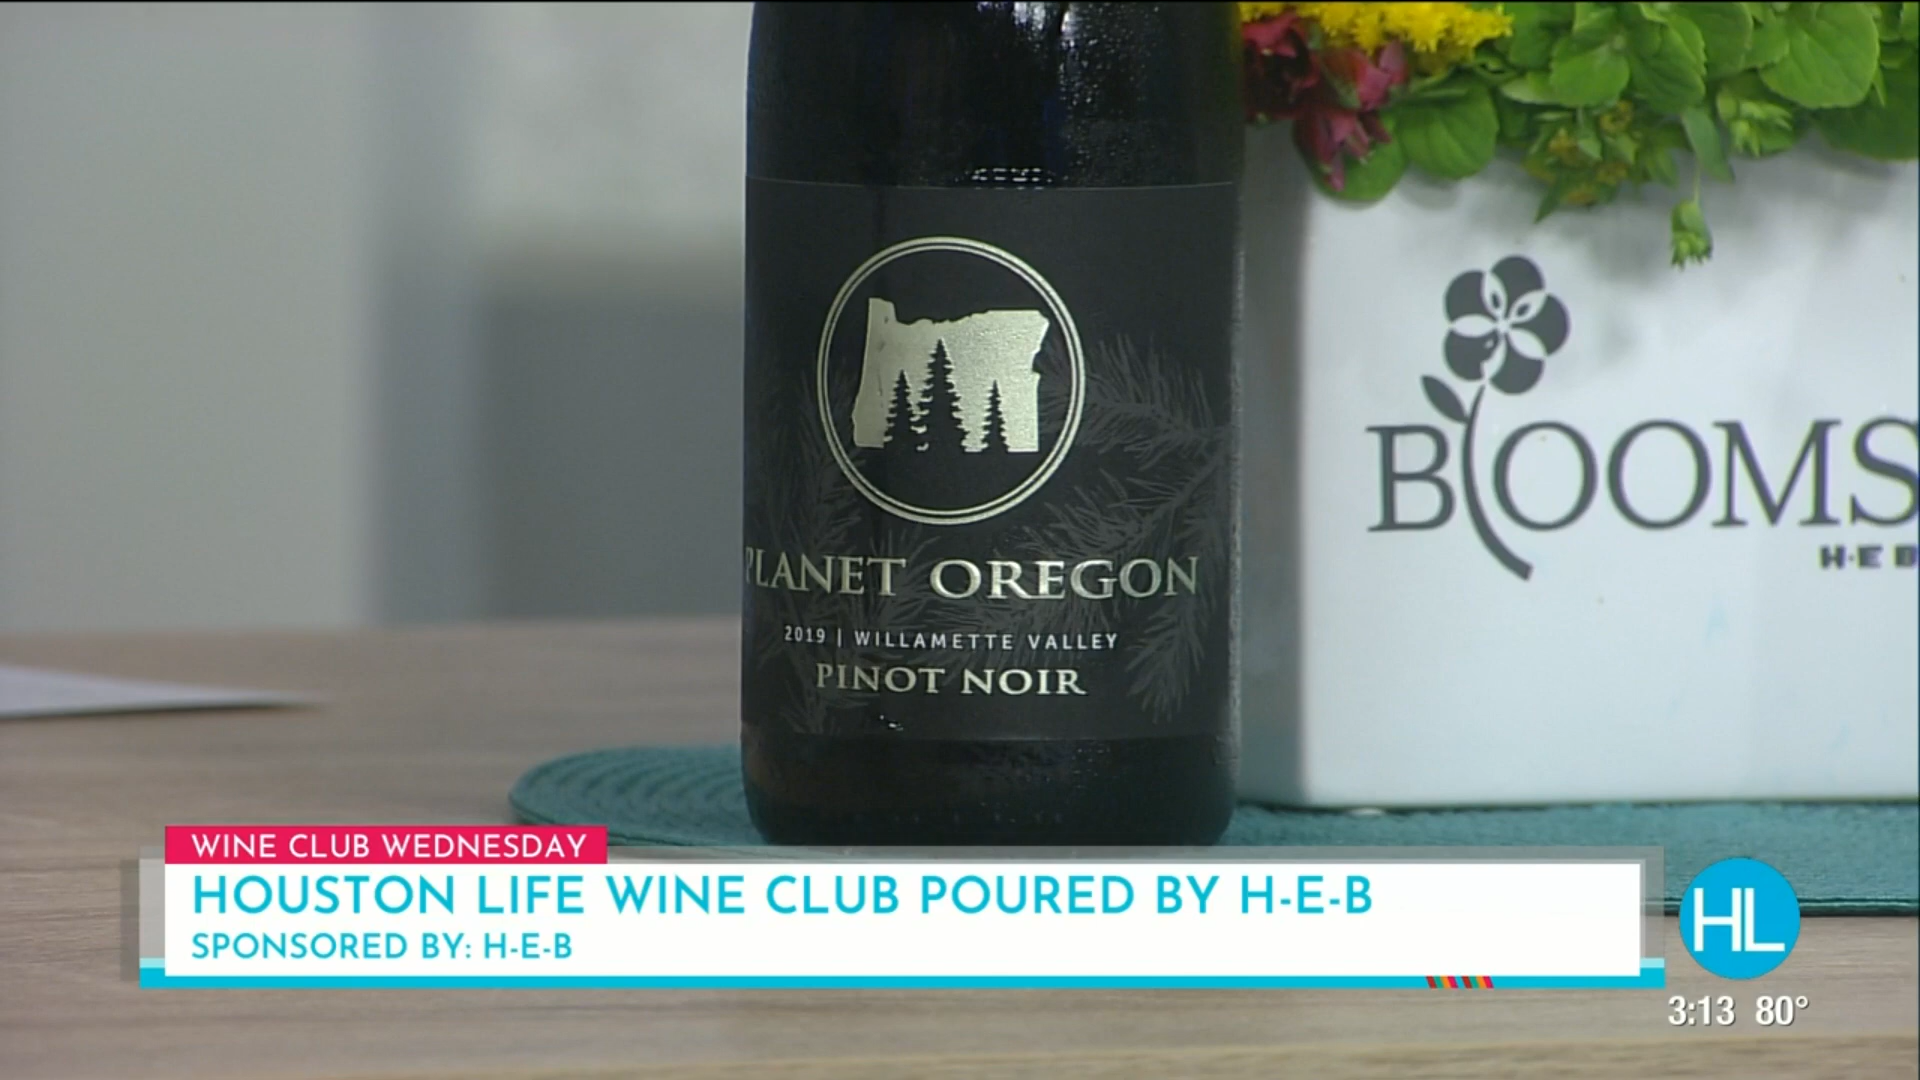 PLANET OREGON
2019 | WILLAMETTE VALLEY
PINOT NOIR
BLOOMS
H-E-B
WINE CLUB WEDNESDAY
HOUSTON LIFE WINE CLUB POURED BY H-E-B
SPONSORED BY: H-E-B
HL
3:13 80°